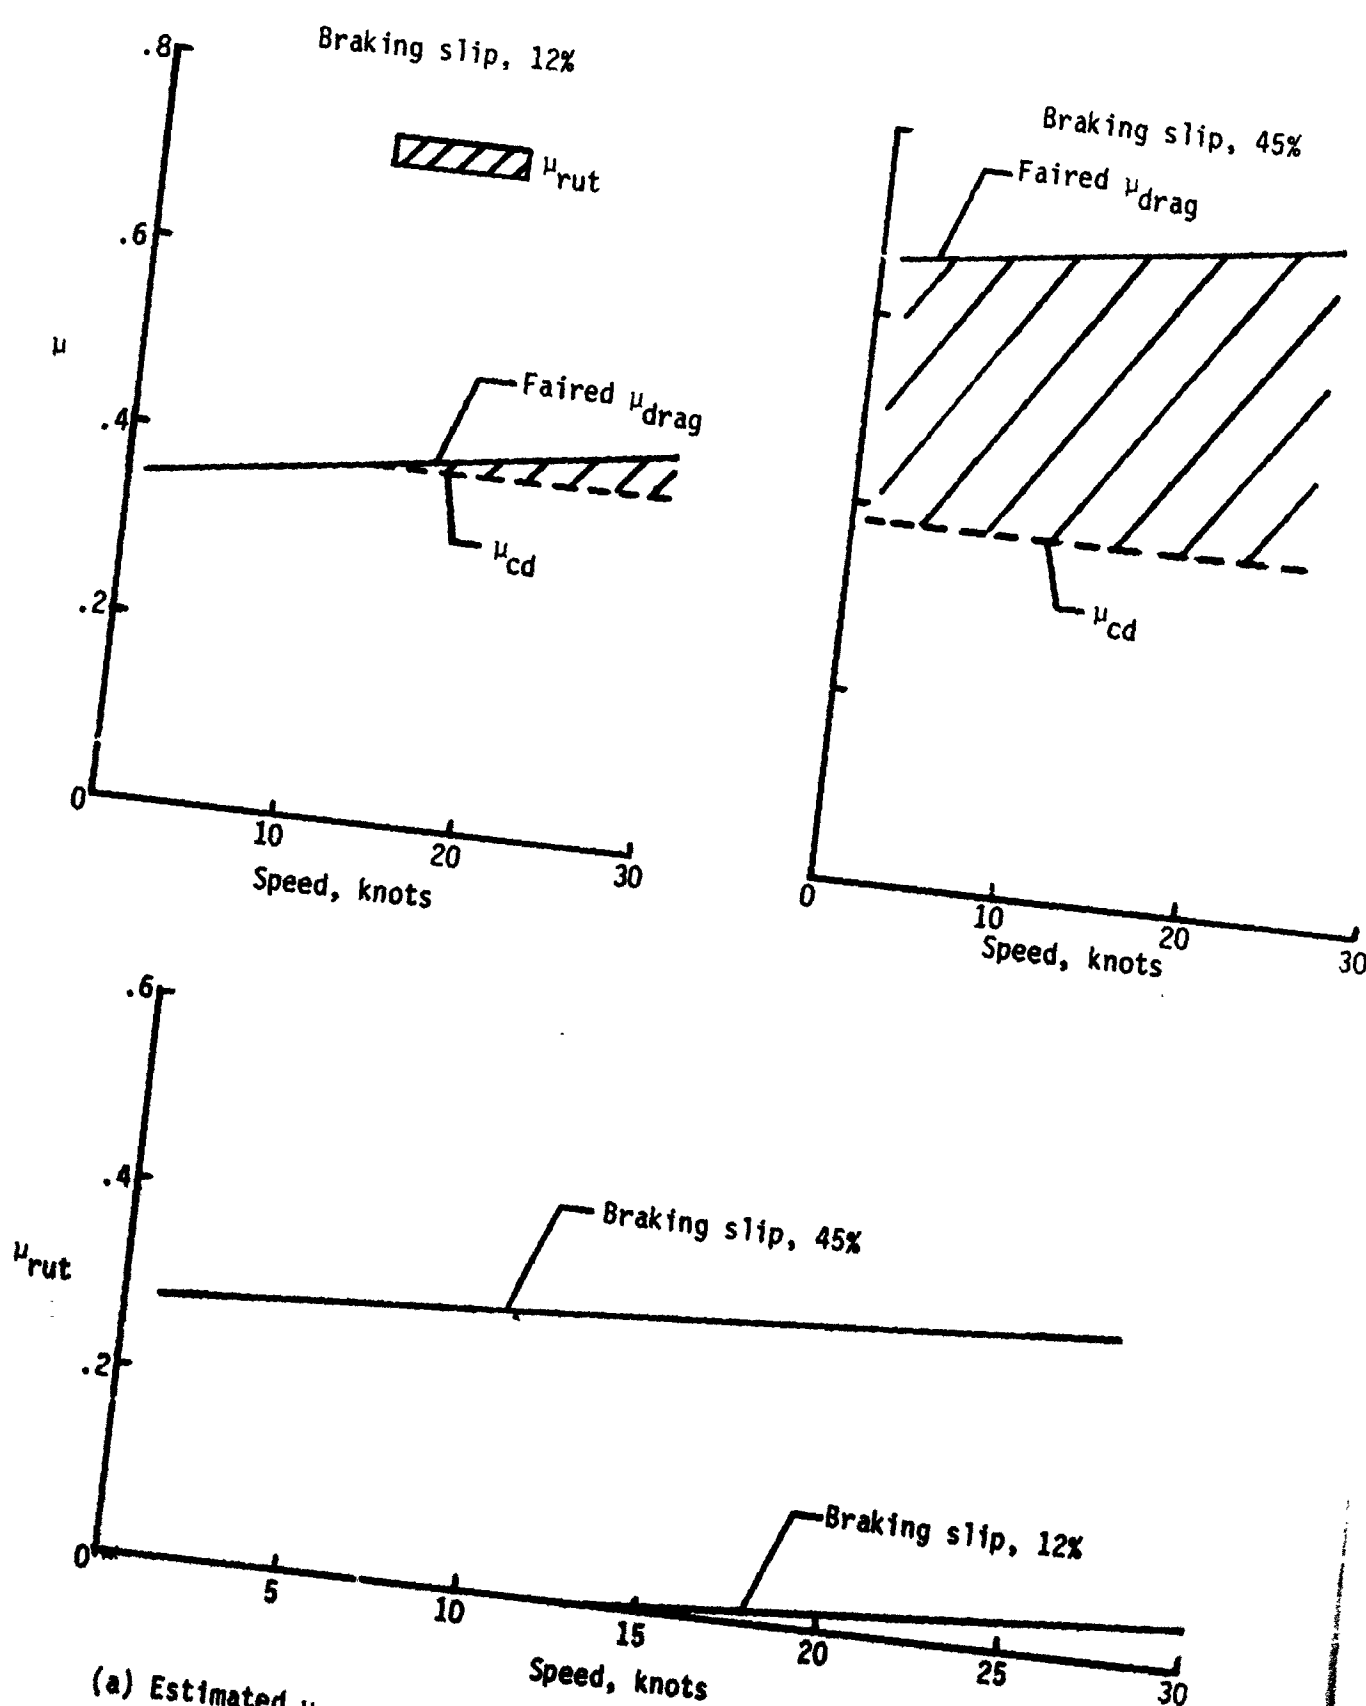 Braking slip, 12%
.8
.6
.4
.2
0
μ
μrut
Faired μdrag
μcd
10
20
30
Speed, knots
Braking slip, 45%
Faired μdrag
μcd
0
10
20
30
Speed, knots
.6
.4
.2
0
μrut
Braking slip, 45%
Braking slip, 12%
5
10
15
20
25
30
Speed, knots
(a) Estimated